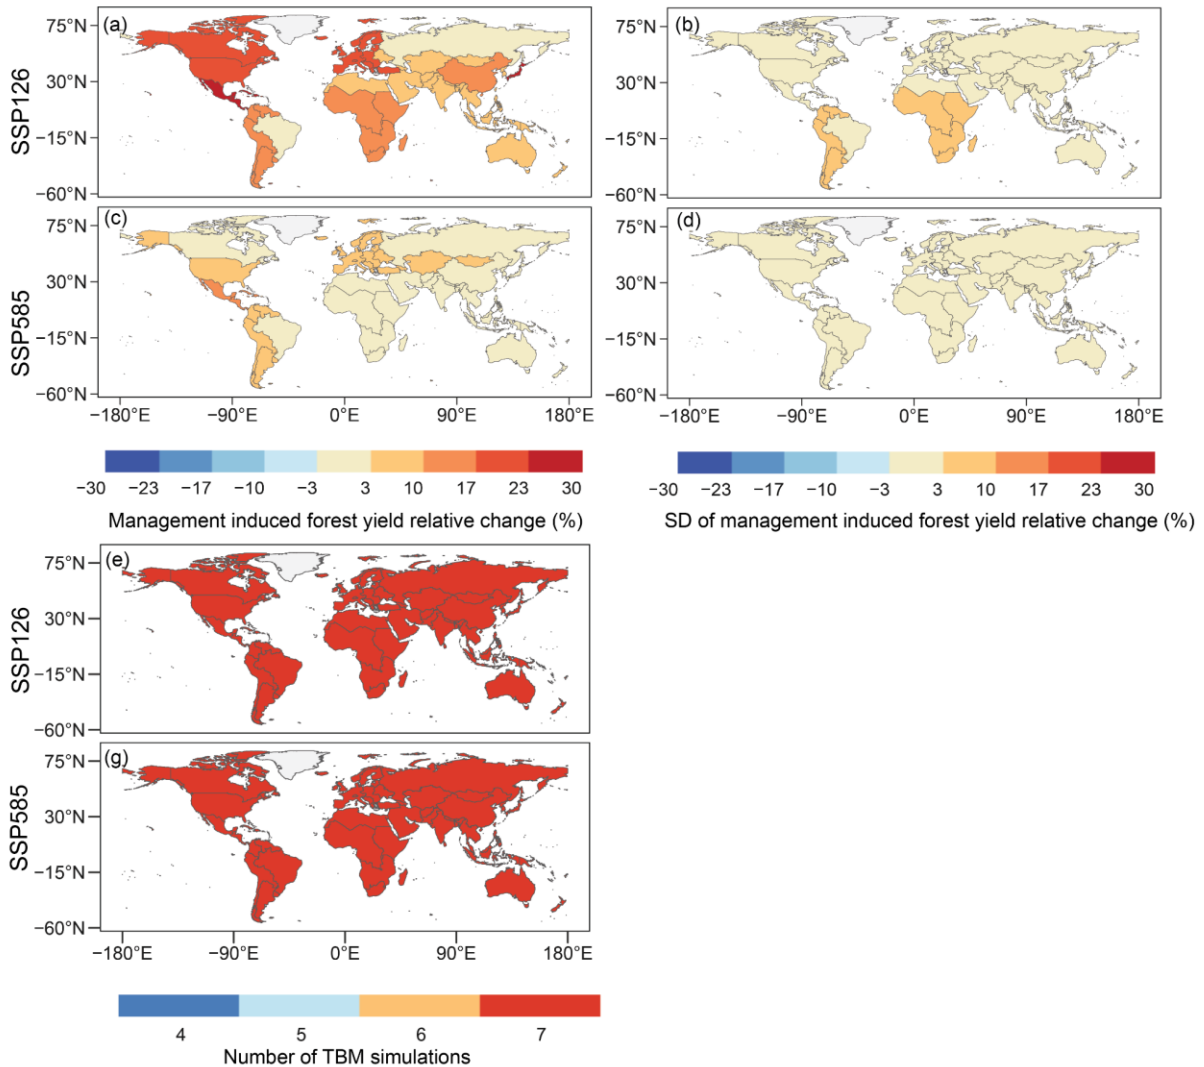 (a)
75°N
30°N
−15°N
−60°N
SSP126
(b)
75°N
30°N
−15°N
−60°N
(c)
75°N
30°N
−15°N
−60°N
SSP585
−180°E −90°E 0°E 90°E 180°E
(d)
75°N
30°N
−15°N
−60°N
−180°E −90°E 0°E 90°E 180°E
−30 −23 −17 −10 −3 3 10 17 23 30
Management induced forest yield relative change (%)
−30 −23 −17 −10 −3 3 10 17 23 30
SD of management induced forest yield relative change (%)
(e)
75°N
30°N
−15°N
−60°N
SSP126
(g)
75°N
30°N
−15°N
−60°N
SSP585
−180°E −90°E 0°E 90°E 180°E
4 5 6 7
Number of TBM simulations